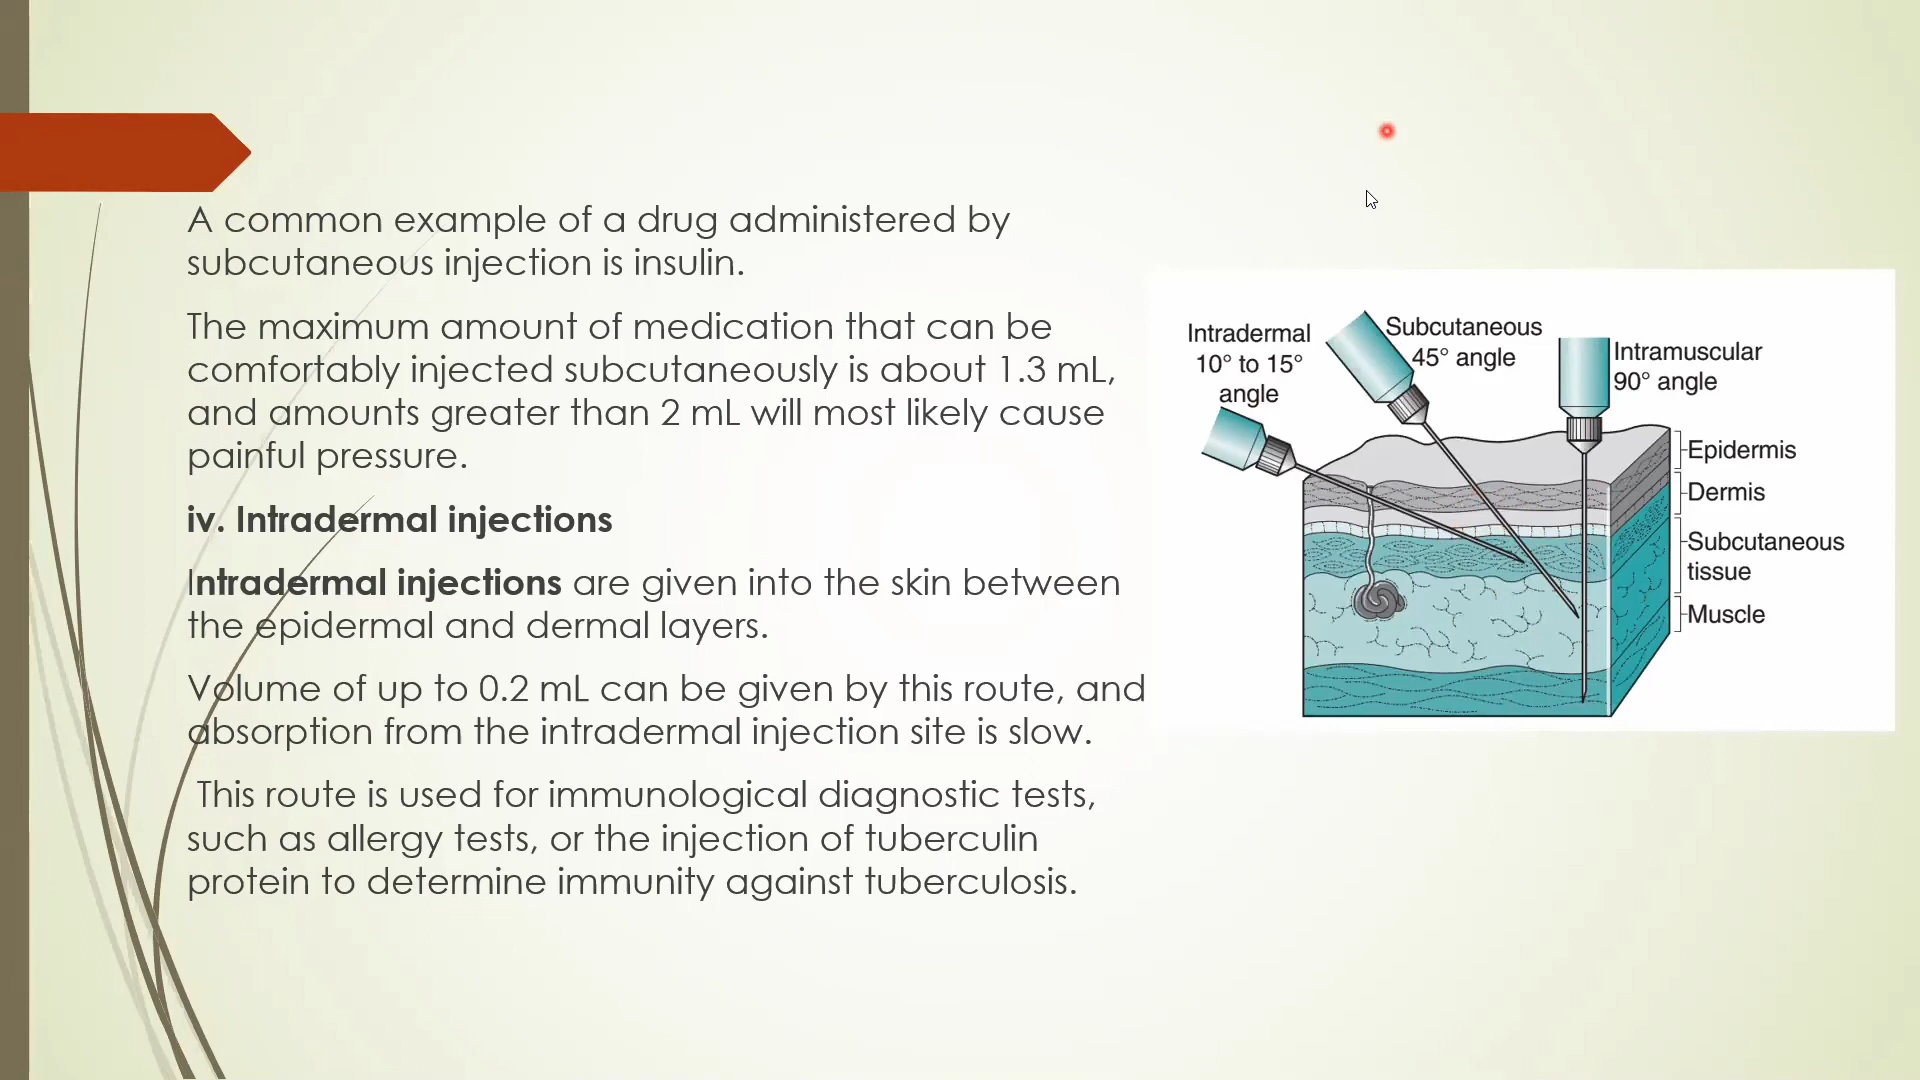 A common example of a drug administered by
subcutaneous injection is insulin.
The maximum amount of medication that can be
comfortably injected subcutaneously is about 1.3 mL,
and amounts greater than 2 mL will most likely cause
painful pressure.
iv. Intradermal injections
Intradermal injections are given into the skin between
the epidermal and dermal layers.
Volume of up to 0.2 mL can be given by this route, and
absorption from the intradermal injection site is slow.
This route is used for immunological diagnostic tests,
such as allergy tests, or the injection of tuberculin
protein to determine immunity against tuberculosis.
Intradermal
10° to 15°
angle
Subcutaneous
45° angle
Intramuscular
90° angle
Epidermis
Dermis
Subcutaneous
tissue
Muscle